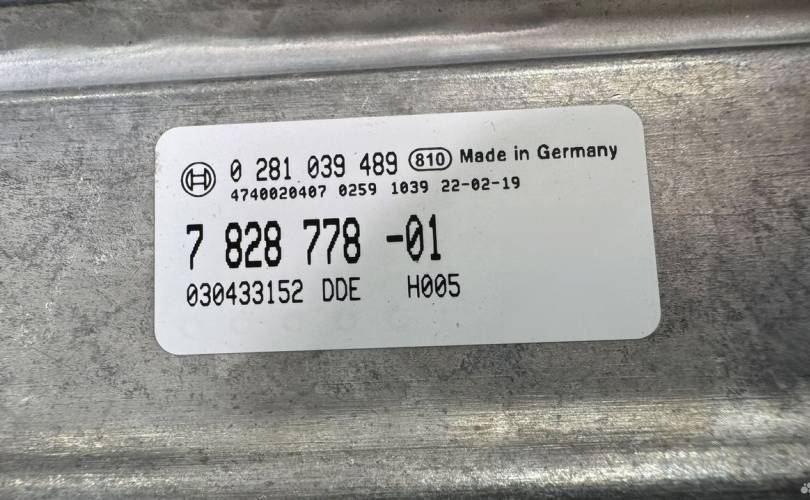 0 281 039 489 810 Made in Germany
4740020407 0259 1039 22-02-19
7 828 778 -01
030433152 DDE H005